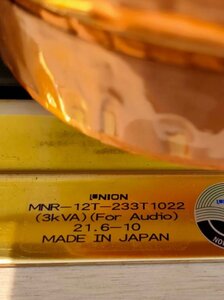 UNION
MNR-12T-233T1022
(3kVA)(For Audio)
21.6-10
MADE IN JAPAN